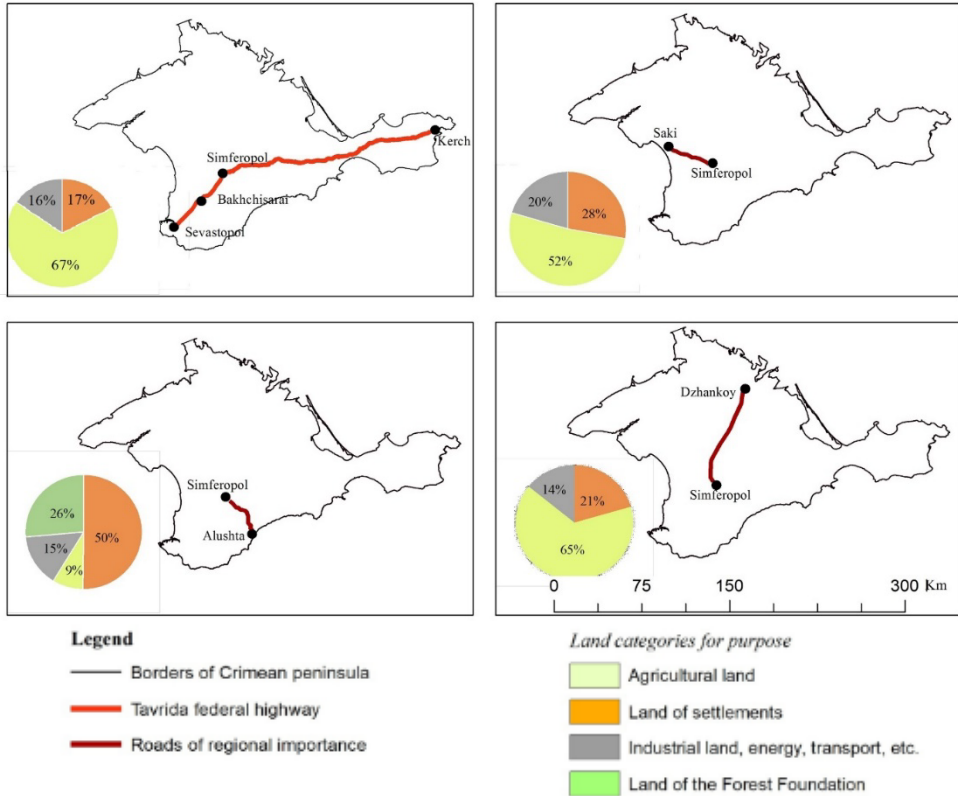 Kerch
Simferopol
Bakhchisarai
Sevastopol
16%
17%
67%
Saki
Simferopol
20%
28%
52%
Simferopol
Alushta
26%
50%
15%
9%
Dzhankoy
Simferopol
14%
21%
65%
0 75 150 300 Km
Legend
Borders of Crimean peninsula
Tavrida federal highway
Roads of regional importance
Land categories for purpose
Agricultural land
Land of settlements
Industrial land, energy, transport, etc.
Land of the Forest Foundation